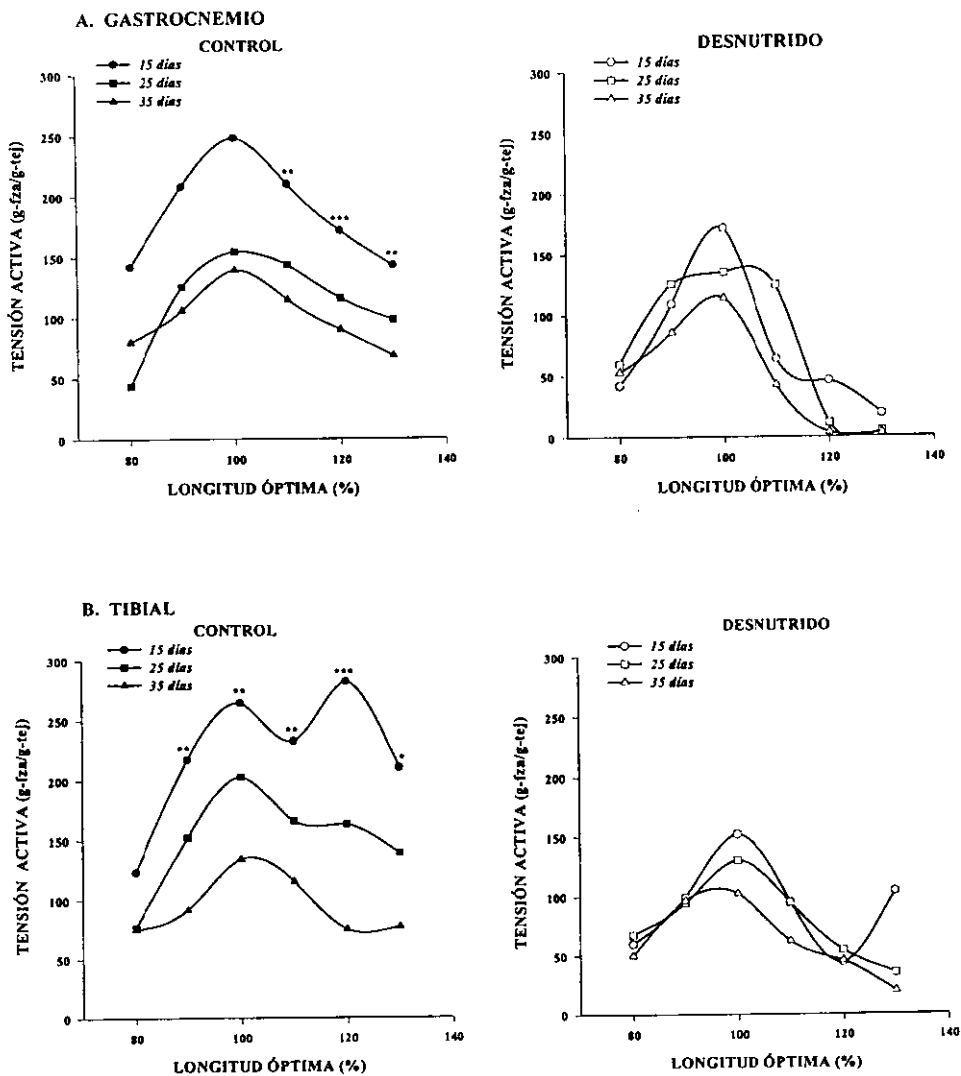 A. GASTROCNEMIO
CONTROL
15 días
25 días
35 días
TENSIÓN ACTIVA (g-fza/g-tej)
300
250
200
150
100
50
0
**
***
**
80
100
120
140
LONGITUD ÓPTIMA (%)
DESNUTRIDO
15 días
25 días
35 días
TENSIÓN ACTIVA (g-fza/g-tej)
300
250
200
150
100
50
0
80
100
120
140
LONGITUD ÓPTIMA (%)
B. TIBIAL
CONTROL
15 días
25 días
35 días
TENSIÓN ACTIVA (g-fza/g-tej)
300
250
200
150
100
50
0
**
**
**
***
*
80
100
120
140
LONGITUD ÓPTIMA (%)
DESNUTRIDO
15 días
25 días
35 días
TENSIÓN ACTIVA (g-fza/g-tej)
300
250
200
150
100
50
0
80
100
120
140
LONGITUD ÓPTIMA (%)